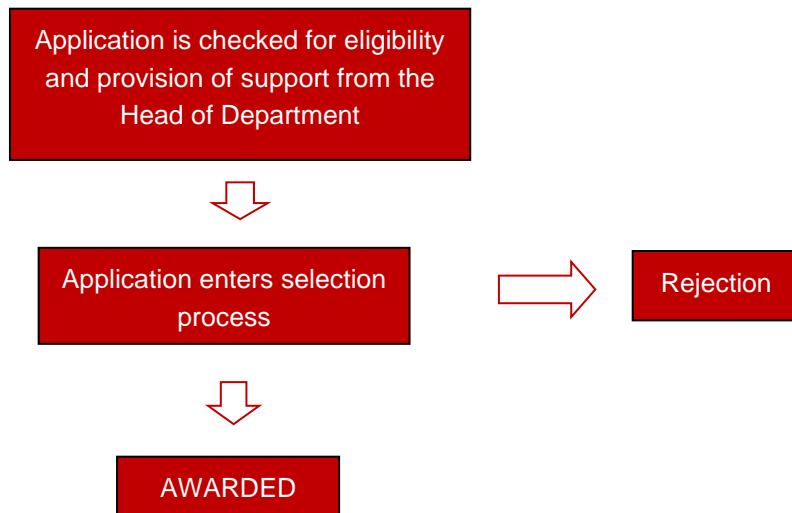 Application is checked for eligibility
and provision of support from the
Head of Department
Application enters selection
process
Rejection
AWARDED